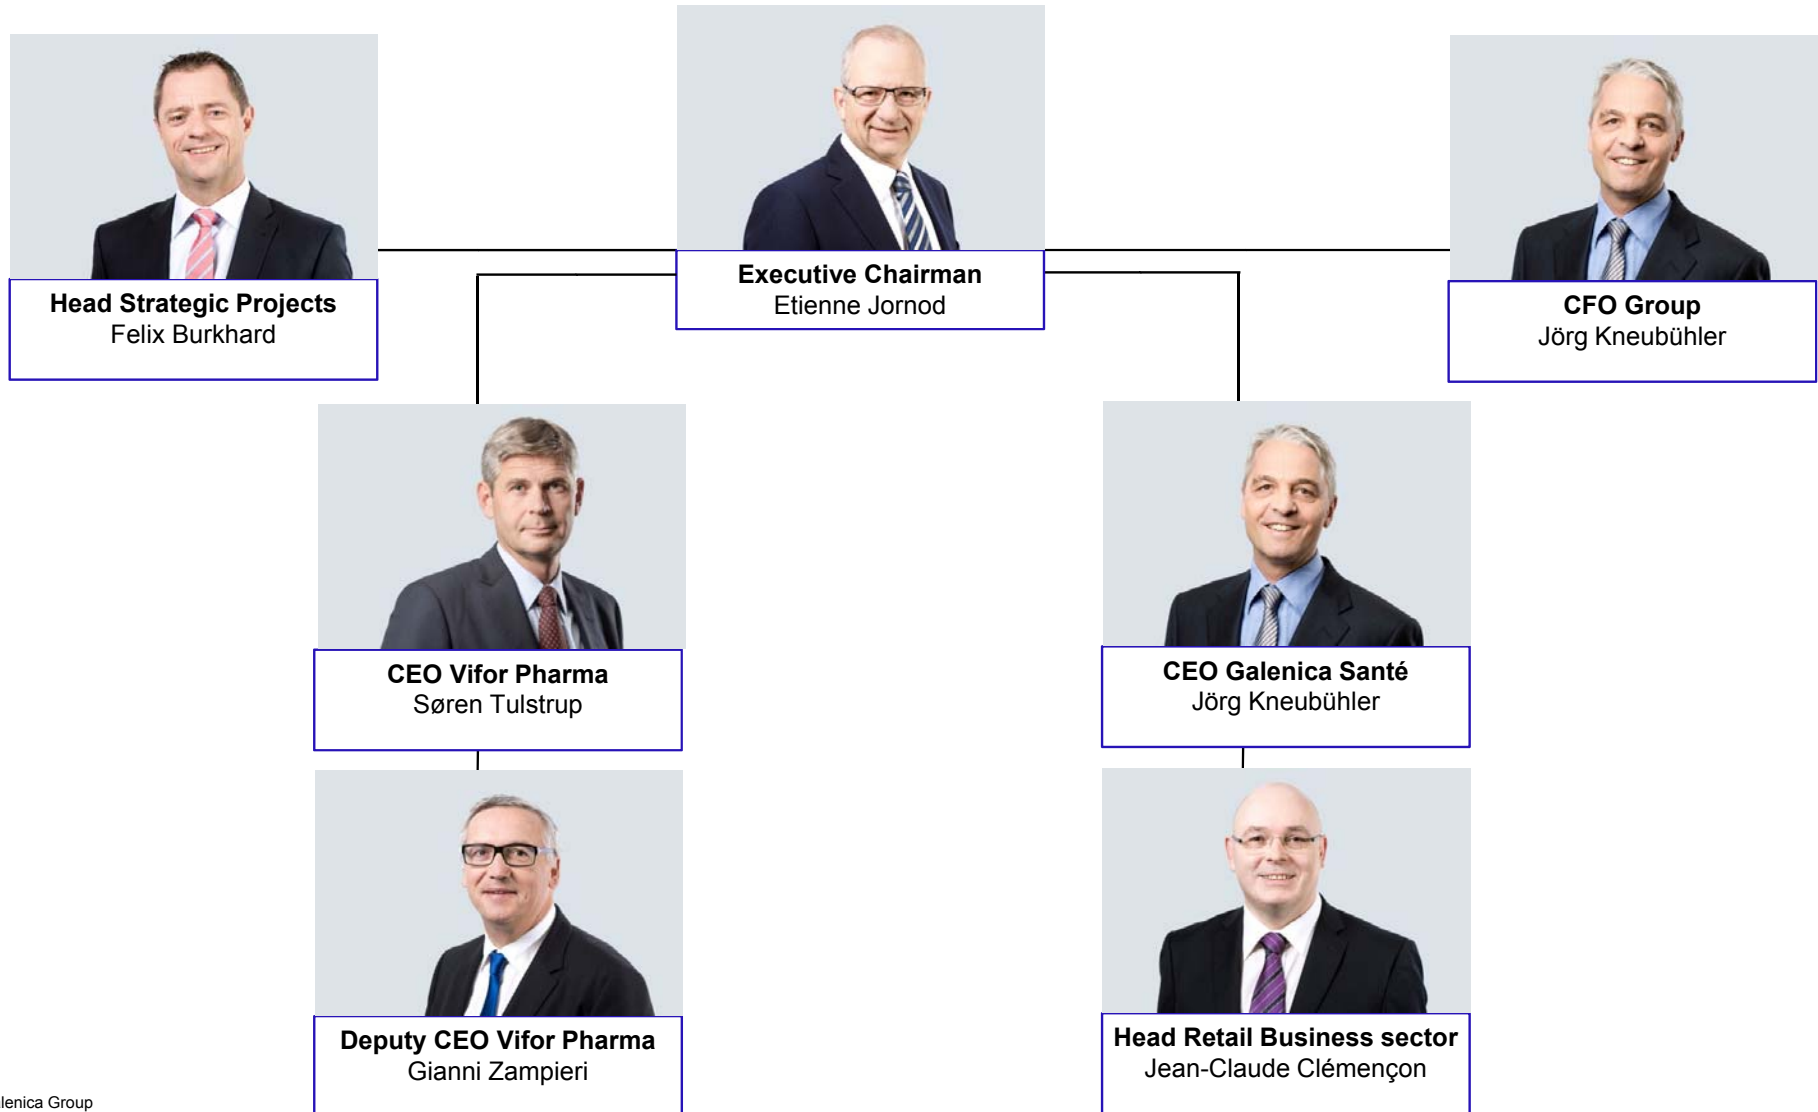 Executive Chairman
Etienne Jornod
Head Strategic Projects
Felix Burkhard
CFO Group
Jörg Kneubühler
CEO Vifor Pharma
Søren Tulstrup
CEO Galenica Santé
Jörg Kneubühler
Deputy CEO Vifor Pharma
Gianni Zampieri
Head Retail Business sector
Jean-Claude Clémençon
lenica Group